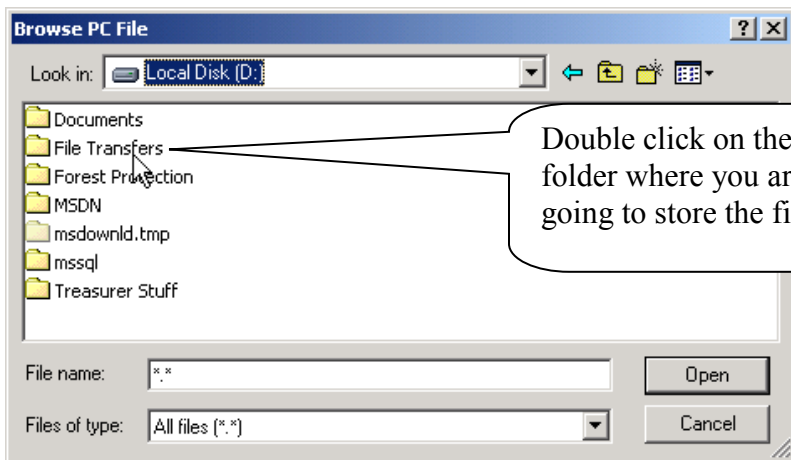 Browse PC File
Look in: Local Disk (D:)
Documents
File Transfers
Forest Protection
MSDN
msdownld.tmp
mssql
Treasurer Stuff
Double click on the
folder where you ar
going to store the fi
File name: *.*
Open
Files of type: All files (*.*)
Cancel